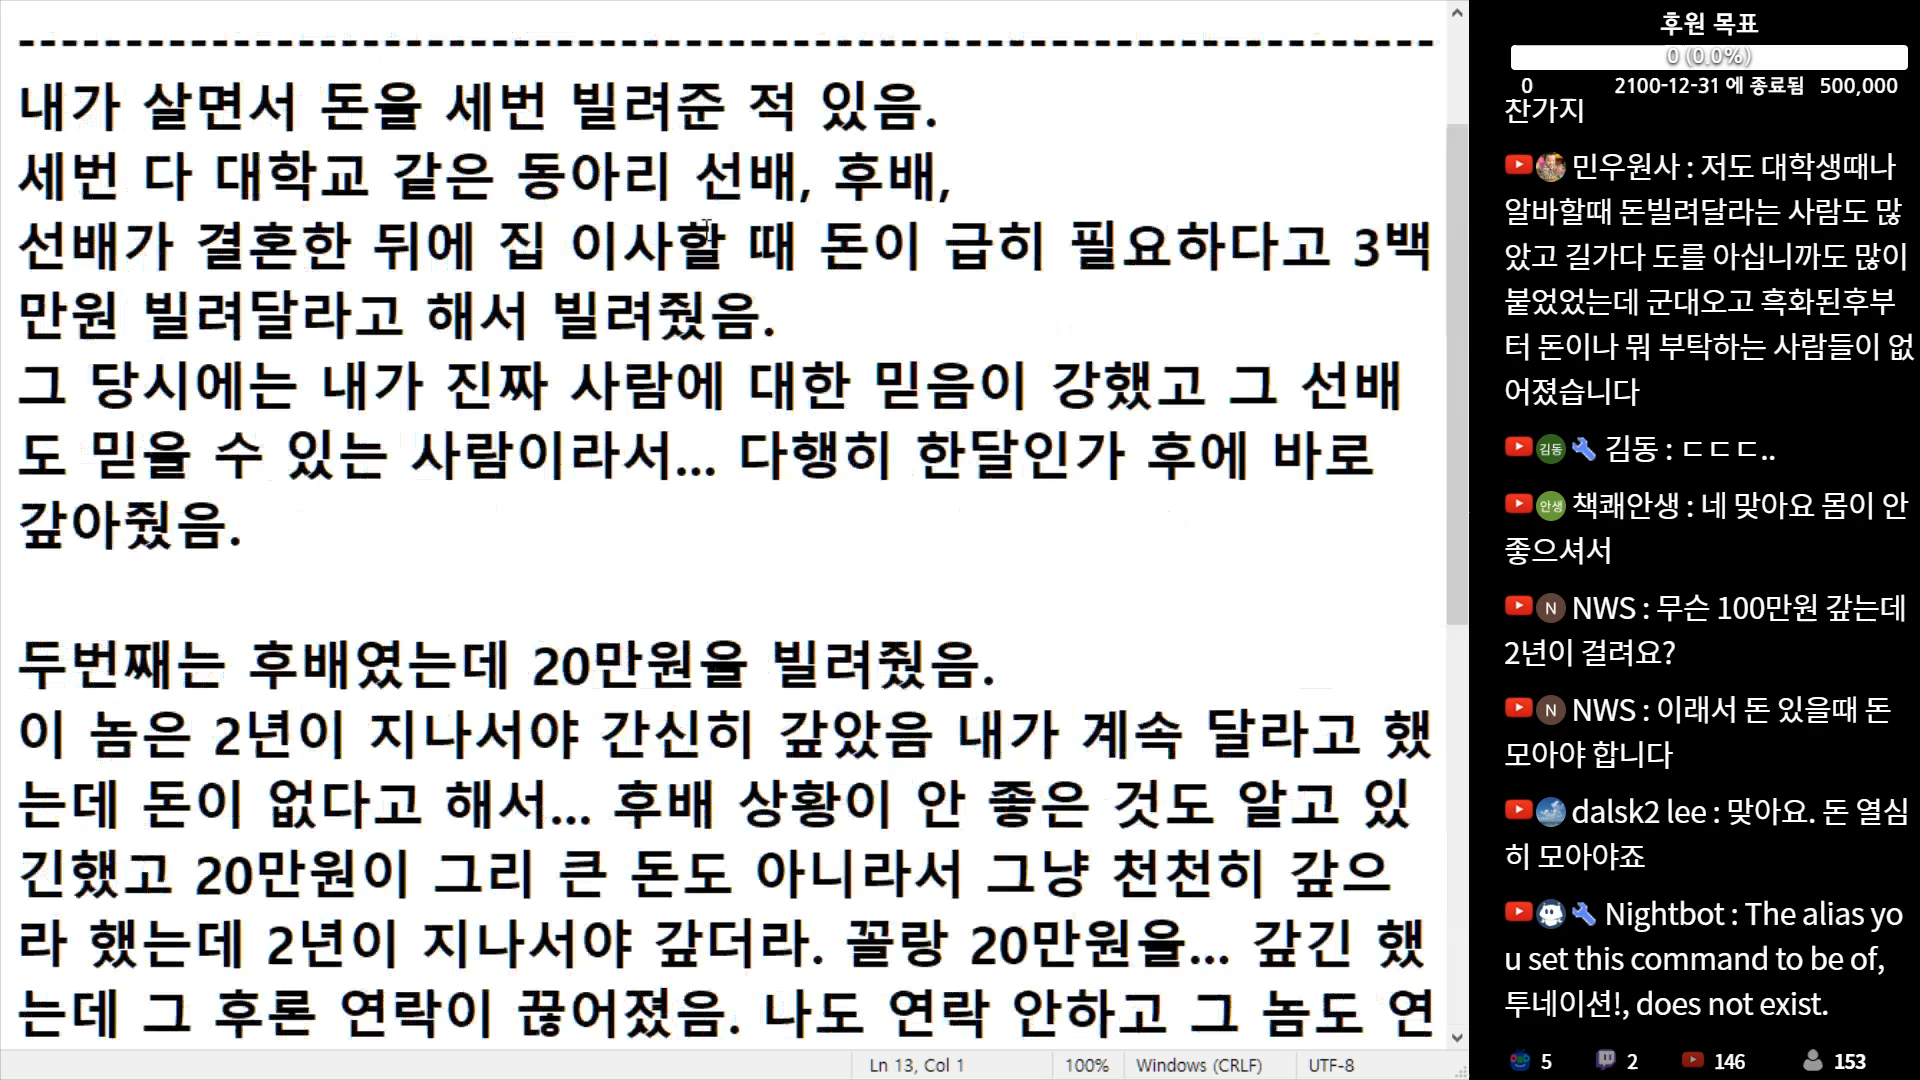 내가 살면서 돈을 세번 빌려준 적 있음.
세번 다 대학교 같은 동아리 선배, 후배,
선배가 결혼한 뒤에 집 이사할 때 돈이 급히 필요하다고 3백
만원 빌려달라고 해서 빌려줬음.
그 당시에는 내가 진짜 사람에 대한 믿음이 강했고 그 선배
도 믿을 수 있는 사람이라서... 다행히 한달인가 후에 바로
갚아줬음.
두번째는 후배였는데 20만원을 빌려줬음.
이 놈은 2년이 지나서야 간신히 갚았음 내가 계속 달라고 했
는데 돈이 없다고 해서... 후배 상황이 안 좋은 것도 알고 있
긴했고 20만원이 그리 큰 돈도 아니라서 그냥 천천히 갚으
라 했는데 2년이 지나서야 갚더라. 꼴랑 20만원을... 갚긴 했
는데 그 후론 연락이 끊어졌음. 나도 연락 안하고 그 놈도 연
Ln 13, Col 1
100%
Windows (CRLF)
UTF-8
후원 목표
0 (0.0%)
0 2100-12-31 에 종료됨 500,000
찬가지
민우원사 : 저도 대학생때나
알바할때 돈빌려달라는 사람도 많
았고 길가다 도를 아십니까도 많이
붙었었는데 군대오고 흑화된후부
터 돈이나 뭐 부탁하는 사람들이 없
어졌습니다
김동 김동 : ㄷㄷㄷ..
안생 책쾌안생 : 네 맞아요 몸이 안
좋으셔서
N NWS : 무슨 100만원 갚는데
2년이 걸려요?
N NWS : 이래서 돈 있을때 돈
모아야 합니다
dalsk2 lee : 맞아요. 돈 열심
히 모아야죠
Nightbot : The alias yo
u set this command to be of,
투네이션!, does not exist.
5 2 146 153